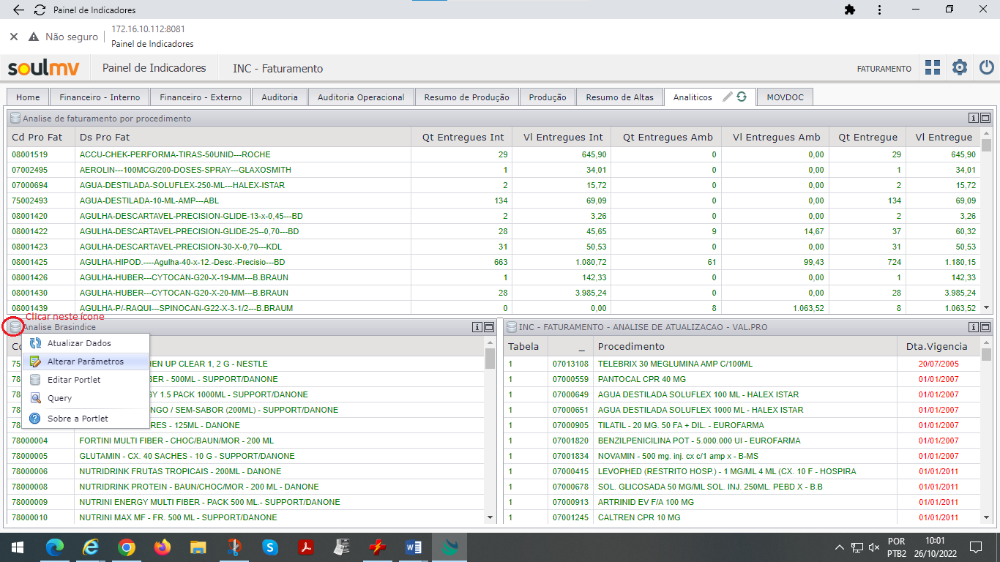 Painel de Indicadores
Não seguro
172.16.10.112:8081
Painel de Indicadores
soulmv Painel de Indicadores INC - Faturamento FATURAMENTO
Home Financeiro - Interno Financeiro - Externo Auditoria Auditoria Operacional Resumo de Produção Produção Resumo de Altas Analiticos MOVDOC
Analise de faturamento por procedimento
Cd Pro Fat Ds Pro Fat Qt Entregues Int Vl Entregues Int Qt Entregues Amb Vl Entregues Amb Qt Entregue Vl Entregue
08001519 ACCU-CHEK-PERFORMA-TIRAS-50UNID---ROCHE 29 645,90 0 0,00 29 645,90
07002495 AEROLIN---100MCG/200-DOSES-SPRAY---GLAXOSMITH 1 34,01 0 0,00 1 34,01
07000694 AGUA-DESTILADA-SOLUFLEX-250-ML---HALEX-ISTAR 2 15,72 0 0,00 2 15,72
75002493 AGUA-DESTILADA-10-ML-AMP---ABL 134 69,09 0 0,00 134 69,09
08001420 AGULHA-DESCARTAVEL-PRECISION-GLIDE-13-x-0,45---BD 2 3,26 0 0,00 2 3,26
08001422 AGULHA-DESCARTAVEL-PRECISION-GLIDE-25--0,70---BD 28 45,65 9 14,67 37 60,32
08001423 AGULHA-DESCARTAVEL-PRECISION-30-X-0,70---KDL 31 50,53 0 0,00 31 50,53
08001425 AGULHA-HIPOD.----Agulha-40-x-12.-Desc.-Precisio---BD 663 1.080,72 61 99,43 724 1.180,15
08001426 AGULHA-HUBER---CYTOCAN-G20-X-19-MM---B.BRAUN 1 142,33 0 0,00 1 142,33
08001430 AGULHA-HUBER---CYTOCAN-G20-X-20-MM---B.BRAUN 28 3.985,24 0 0,00 28 3.985,24
08001439 AGULHA-P/-RAQUI---SPINOCAN-G22-X-3-1/2---B.BRAUM 0 0,00 8 1.063,52 8 1.063,52
Clicar neste ícone
Analise Brasindice
Atualizar Dados
Alterar Parâmetros
Editar Portlet
Query
Sobre a Portlet
HEN UP CLEAR 1, 2 G - NESTLE
BER - 500ML - SUPPORT/DANONE
GY 1.5 PACK 1000ML - SUPPORT/DANONE
NGO / SEM-SABOR (200ML) - SUPPORT/DANONE
RES - 125ML - DANONE
78000004 FORTINI MULTI FIBER - CHOC/BAUN/MOR - 200 ML
78000005 GLUTAMIN - CX. 40 SACHES - 10 G - SUPPORT/DANONE
78000006 NUTRIDRINK FRUTAS TROPICAIS - 200ML - DANONE
78000008 NUTRIDRINK PROTEIN - BAUN/CHOC/MOR - 200 ML - DANONE
78000009 NUTRINI ENERGY MULTI FIBER - PACK 500 ML - SUPPORT/DANONE
78000010 NUTRINI MAX MF - FR. 500 ML - SUPPORT/DANONE
INC - FATURAMENTO - ANALISE DE ATUALIZACAO - VAL.PRO
Tabela _ Procedimento Dta.Vigencia
1 07013108 TELEBRIX 30 MEGLUMINA AMP C/100ML 20/07/2005
1 07000559 PANTOCAL CPR 40 MG 01/01/2007
1 07000649 AGUA DESTILADA SOLUFLEX 100 ML - HALEX ISTAR 01/01/2007
1 07000651 AGUA DESTILADA SOLUFLEX 1000 ML - HALEX ISTAR 01/01/2007
1 07000905 TILATIL - 20 MG. 50 FA + DIL. - EUROFARMA 01/01/2007
1 07001820 BENZILPENICILINA POT - 5.000.000 UI - EUROFARMA 01/01/2007
1 07001834 NOVAMIN - 500 mg. inj. cx c/1 amp x - B-MS 01/01/2007
1 07000415 LEVOPHED (RESTRITO HOSP.) - 1 MG/ML 4 ML (CX. 10 F - HOSPIRA 01/01/2011
1 07000678 SOL. GLICOSADA 50 MG/ML SOL. INJ. 250ML. PEBD X - B.B 01/01/2011
1 07000913 ARTRINID EV F/A 100 MG 01/01/2011
1 07001245 CALTREN CPR 10 MG 01/01/2011
POR
PTB2
10:01
26/10/2022